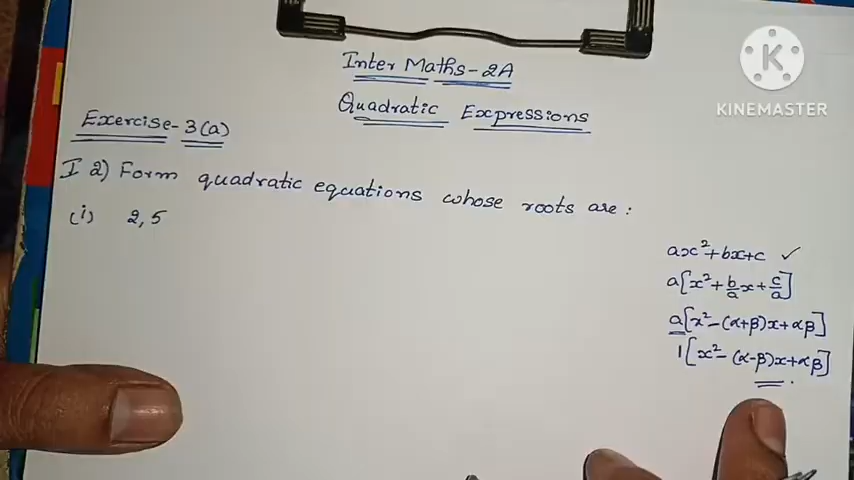 Inter Maths-2A
Quadratic Expressions
KINEMASTER
Exercise-3(a)
I 2) Form quadratic equations whose roots are :
(i) 2, 5
ax²+bx+c ✓
a[x²+b/a x+c/a]
a[x²-(α+β)x+αβ]
1[x²-(α-β)x+αβ]